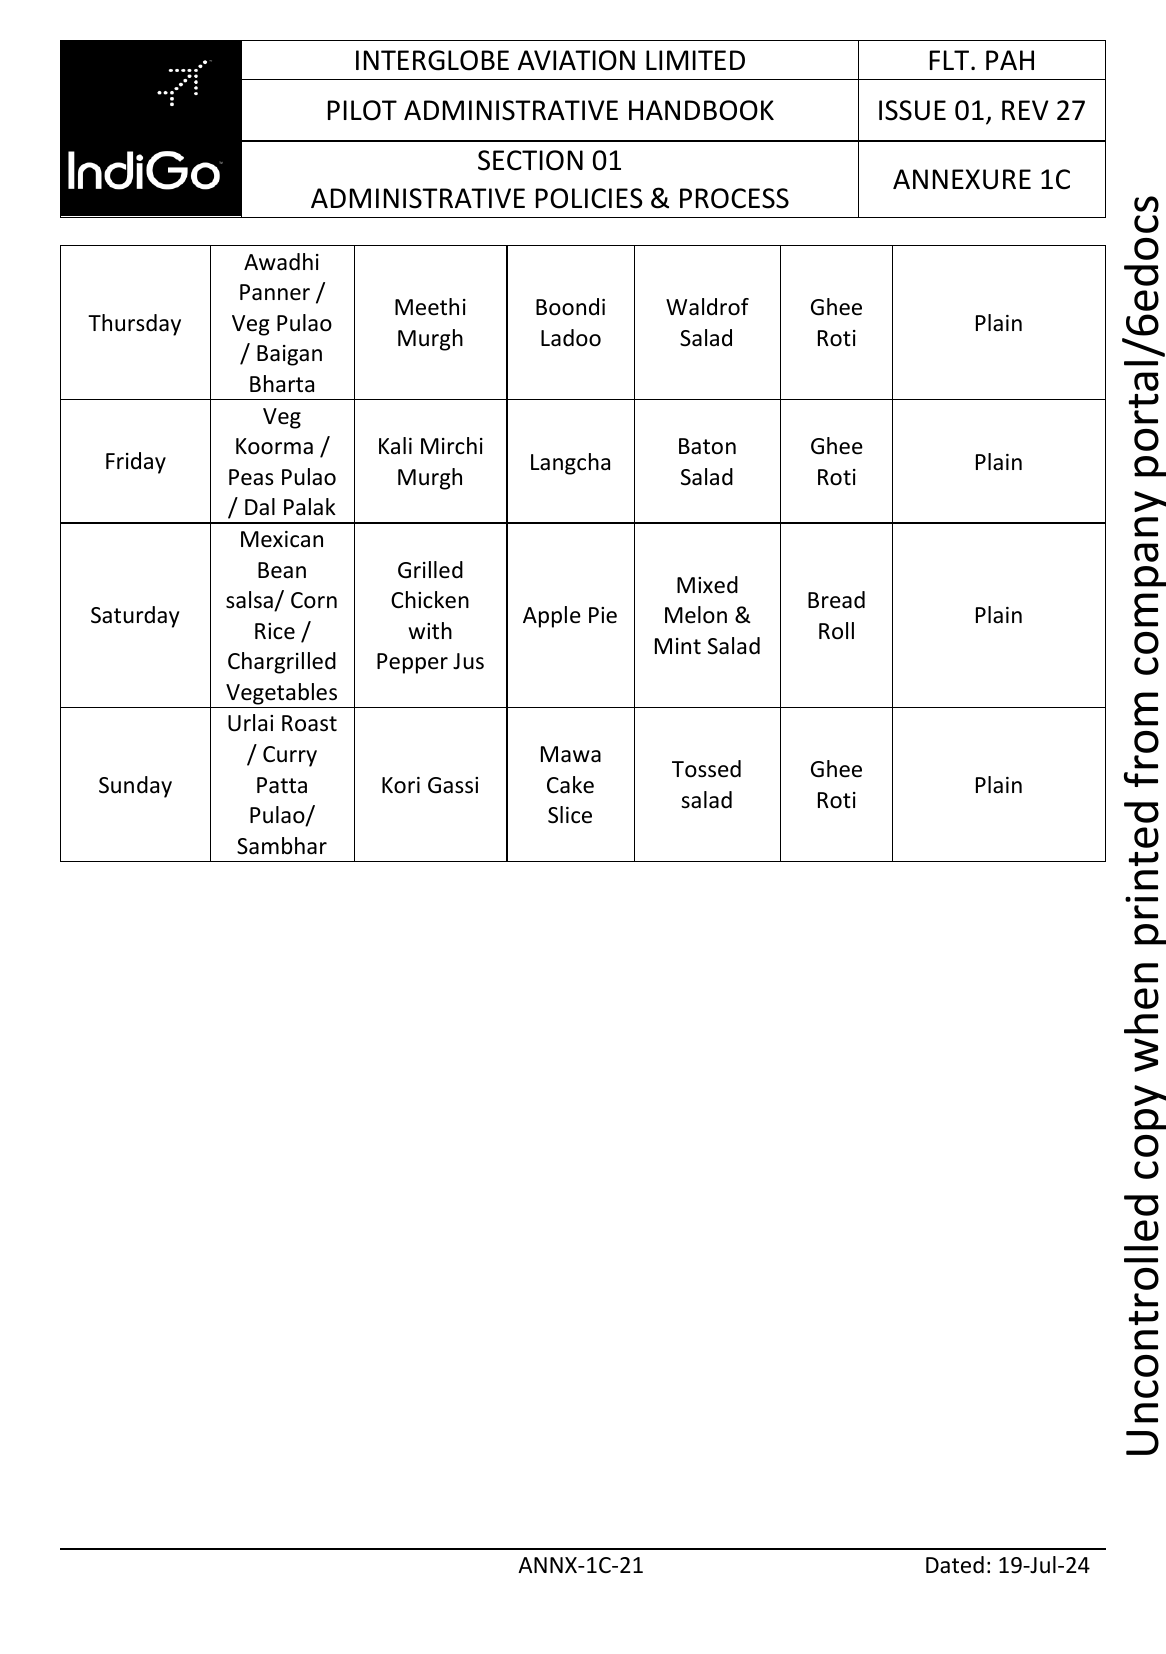 IndiGo
INTERGLOBE AVIATION LIMITED
FLT. PAH
PILOT ADMINISTRATIVE HANDBOOK
ISSUE 01, REV 27
SECTION 01
ADMINISTRATIVE POLICIES & PROCESS
ANNEXURE 1C
Thursday
Awadhi
Panner /
Veg Pulao
/ Baigan
Bharta
Meethi
Murgh
Boondi
Ladoo
Waldrof
Salad
Ghee
Roti
Plain
Friday
Veg
Koorma /
Peas Pulao
/ Dal Palak
Kali Mirchi
Murgh
Langcha
Baton
Salad
Ghee
Roti
Plain
Saturday
Mexican
Bean
salsa/ Corn
Rice /
Chargrilled
Vegetables
Grilled
Chicken
with
Pepper Jus
Apple Pie
Mixed
Melon &
Mint Salad
Bread
Roll
Plain
Sunday
Urlai Roast
/ Curry
Patta
Pulao/
Sambhar
Kori Gassi
Mawa
Cake
Slice
Tossed
salad
Ghee
Roti
Plain
Uncontrolled copy when printed from company portal/6edocs
ANNX-1C-21
Dated: 19-Jul-24